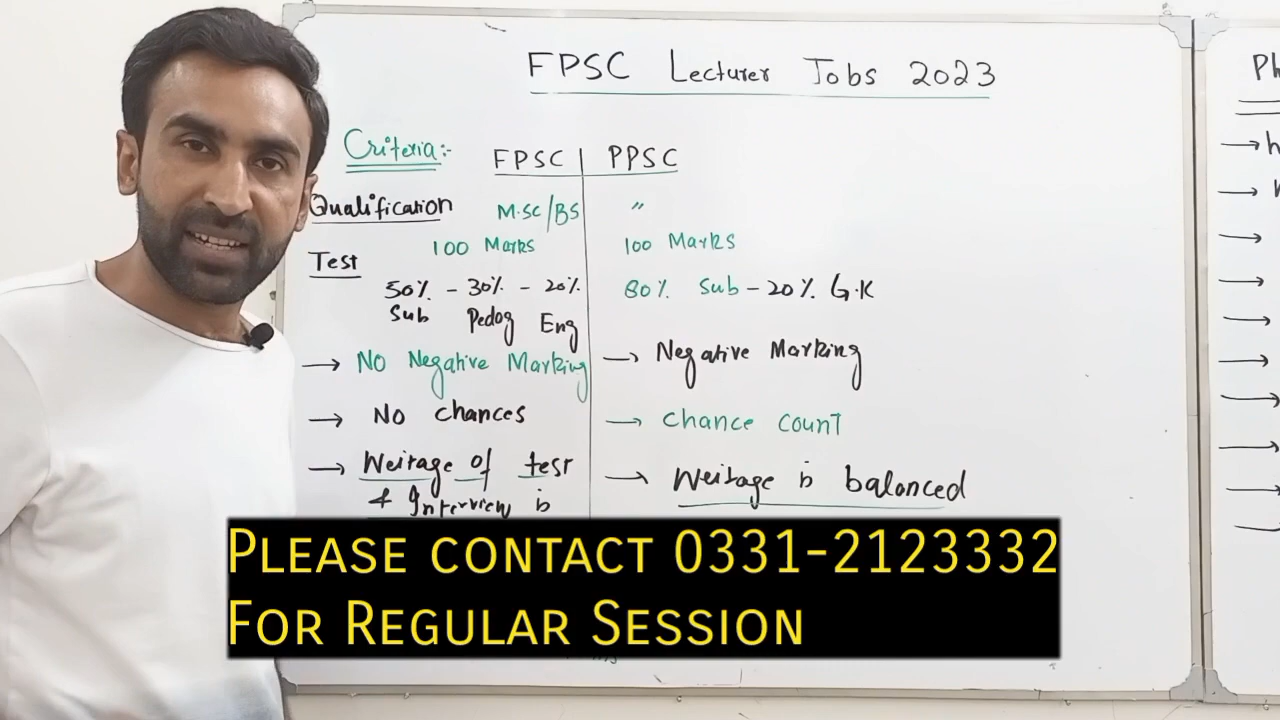 FPSC Lecturer Jobs 2023
Criteria:-
FPSC | PPSC
Qualification M.SC/BS "
Test 100 Marks 100 Marks
50% - 30% - 20% 80% Sub - 20% G.K
Sub Pedog Eng
→ No Negative Marking → Negative Marking
→ No chances → Chance count
→ Weitage of test → Weitage is balanced
& Interview is
Please contact 0331-2123332
For Regular Session
Ph